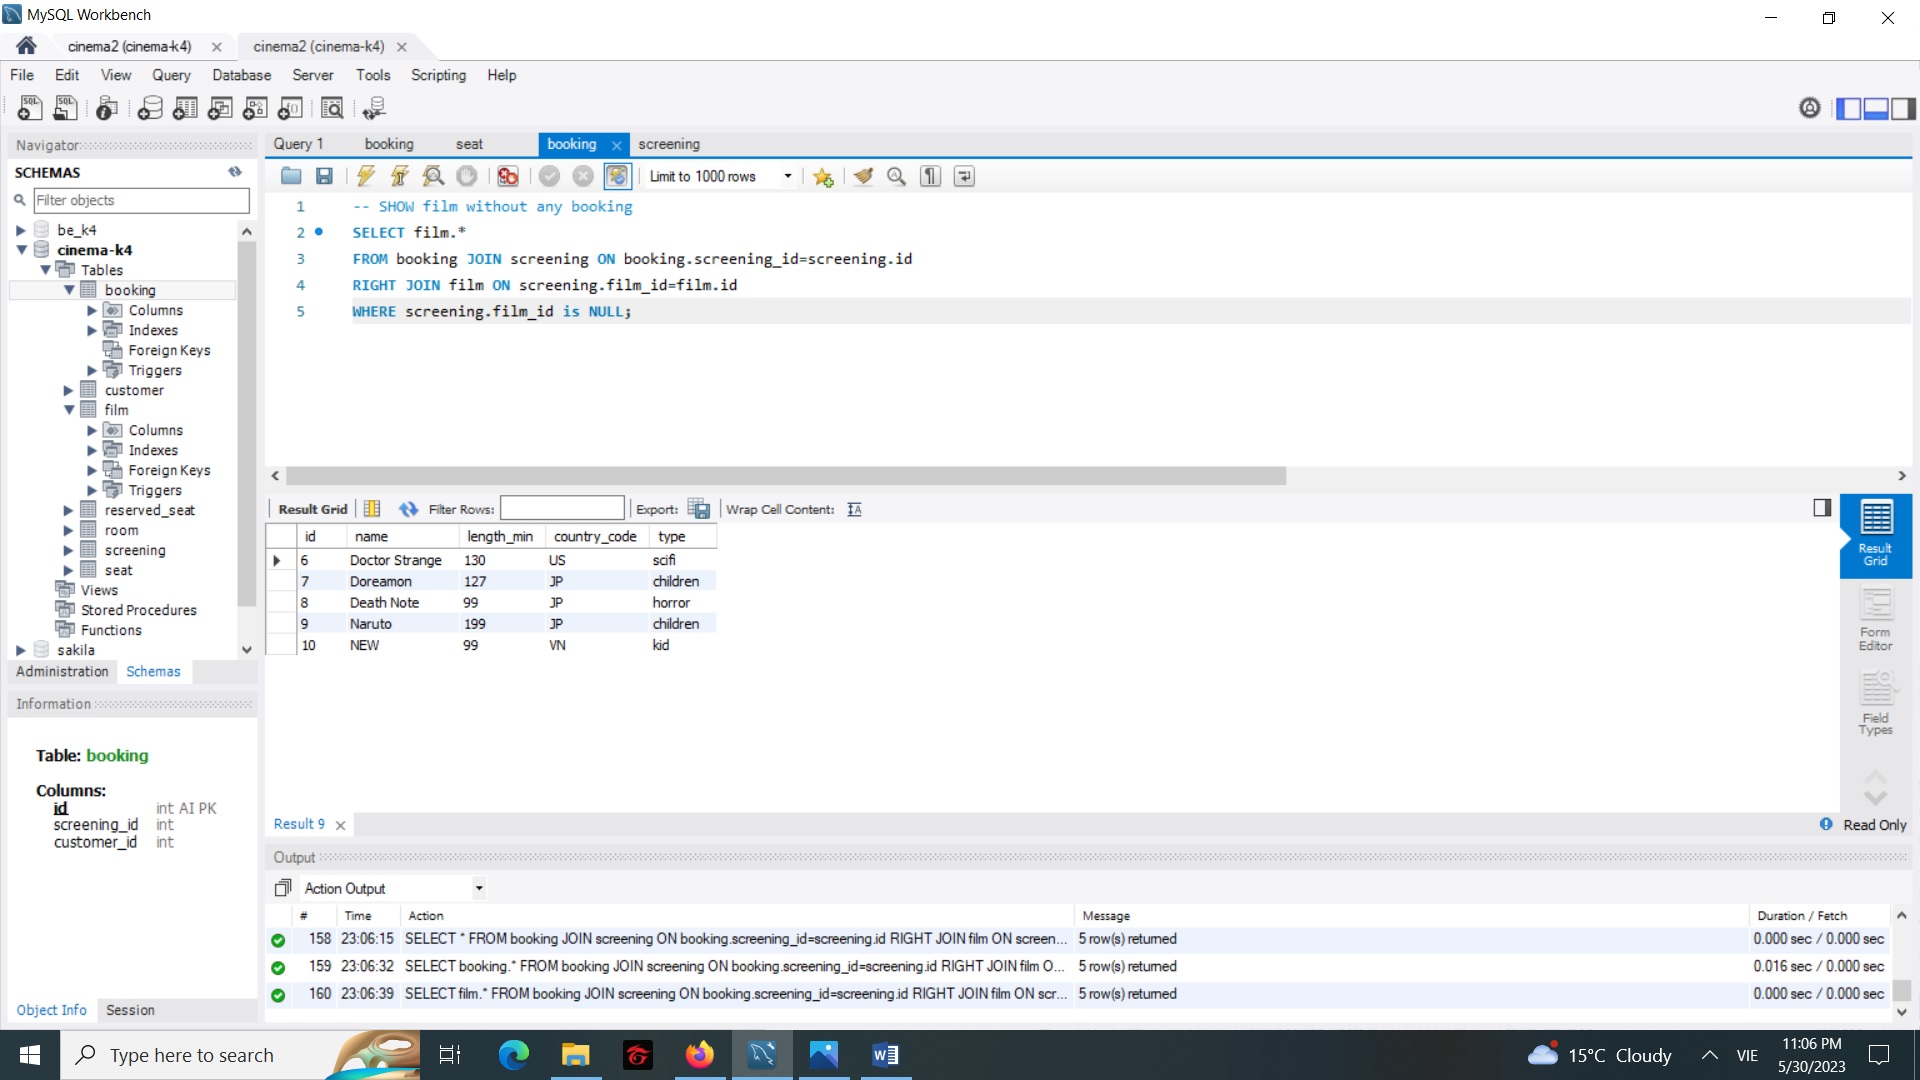 MySQL Workbench
cinema2 (cinema-k4)
cinema2 (cinema-k4)
File Edit View Query Database Server Tools Scripting Help
Navigator
SCHEMAS
Filter objects
be_k4
cinema-k4
Tables
booking
Columns
Indexes
Foreign Keys
Triggers
customer
film
Columns
Indexes
Foreign Keys
Triggers
reserved_seat
room
screening
seat
Views
Stored Procedures
Functions
sakila
Administration Schemas
Information
Table: booking
Columns:
id int AI PK
screening_id int
customer_id int
Object Info Session
Query 1 booking seat booking screening
Limit to 1000 rows
1 -- SHOW film without any booking
2 SELECT film.*
3 FROM booking JOIN screening ON booking.screening_id=screening.id
4 RIGHT JOIN film ON screening.film_id=film.id
5 WHERE screening.film_id is NULL;
Result Grid Filter Rows: Export: Wrap Cell Content:
id name length_min country_code type
6 Doctor Strange 130 US scifi
7 Doreamon 127 JP children
8 Death Note 99 JP horror
9 Naruto 199 JP children
10 NEW 99 VN kid
Result
Grid
Form
Editor
Field
Types
Result 9
Read Only
Output
Action Output
# Time Action Message Duration / Fetch
158 23:06:15 SELECT * FROM booking JOIN screening ON booking.screening_id=screening.id RIGHT JOIN film ON screen... 5 row(s) returned 0.000 sec / 0.000 sec
159 23:06:32 SELECT booking.* FROM booking JOIN screening ON booking.screening_id=screening.id RIGHT JOIN film O... 5 row(s) returned 0.016 sec / 0.000 sec
160 23:06:39 SELECT film.* FROM booking JOIN screening ON booking.screening_id=screening.id RIGHT JOIN film ON scr... 5 row(s) returned 0.000 sec / 0.000 sec
Type here to search
15°C Cloudy
VIE
11:06 PM
5/30/2023